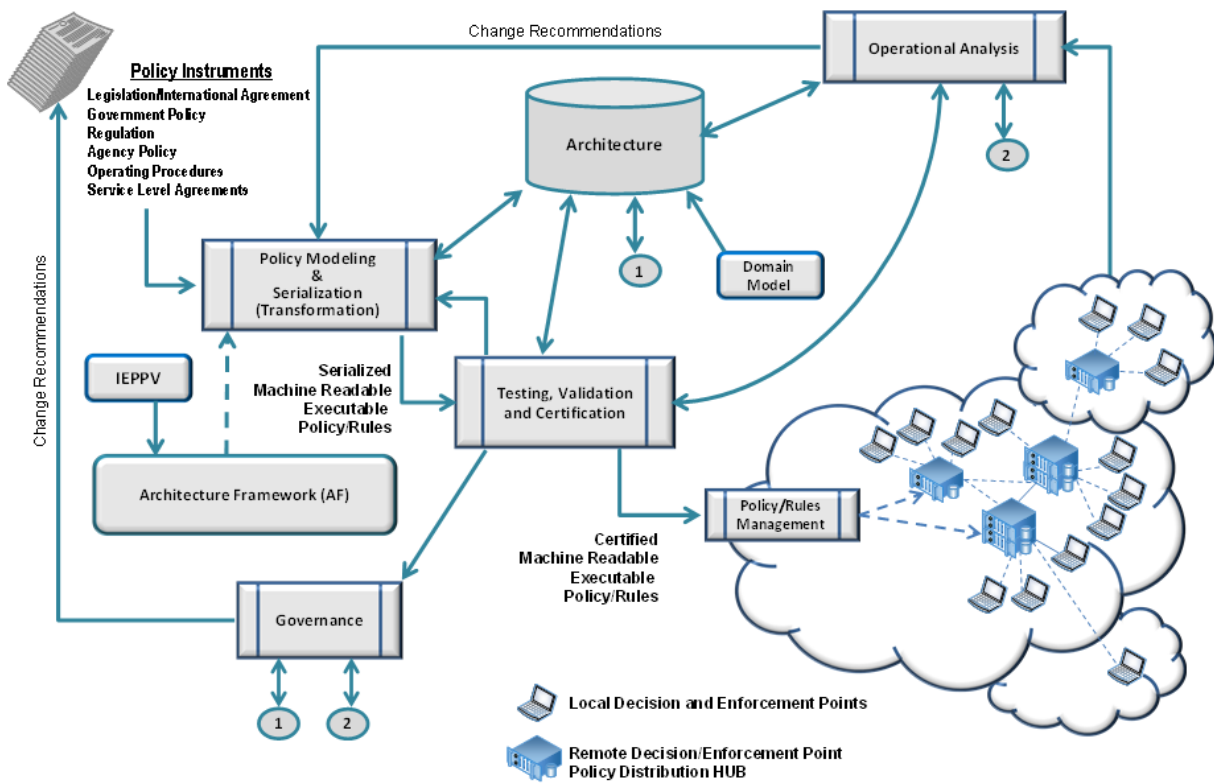 Change Recommendations
Operational Analysis
Policy Instruments
Legislation/International Agreement
Government Policy
Regulation
Agency Policy
Operating Procedures
Service Level Agreements
Architecture
2
Policy Modeling
&
Serialization
(Transformation)
1
Domain
Model
Change Recommendations
IEPPV
Serialized
Machine Readable
Executable
Policy/Rules
Testing, Validation
and Certification
Architecture Framework (AF)
Policy/Rules
Management
Certified
Machine Readable
Executable
Policy/Rules
Governance
1
2
Local Decision and Enforcement Points
Remote Decision/Enforcement Point
Policy Distribution HUB